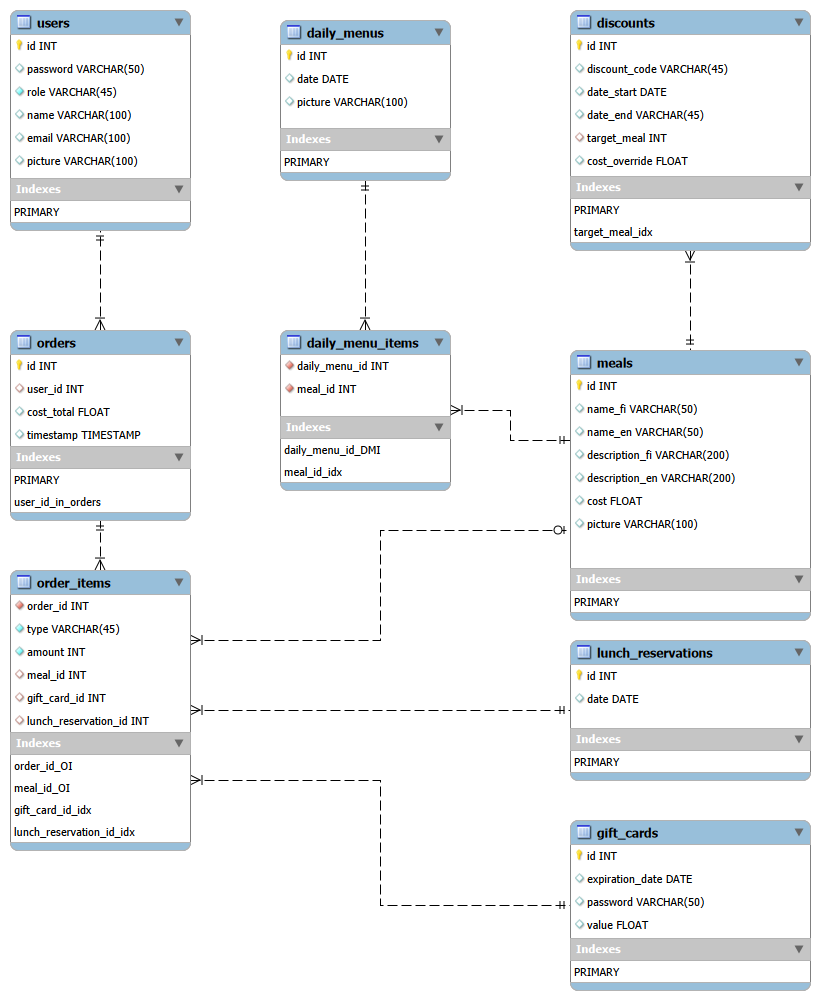 users
id INT
password VARCHAR(50)
role VARCHAR(45)
name VARCHAR(100)
email VARCHAR(100)
picture VARCHAR(100)
Indexes
PRIMARY
daily_menus
id INT
date DATE
picture VARCHAR(100)
Indexes
PRIMARY
discounts
id INT
discount_code VARCHAR(45)
date_start DATE
date_end VARCHAR(45)
target_meal INT
cost_override FLOAT
Indexes
PRIMARY
target_meal_idx
orders
id INT
user_id INT
cost_total FLOAT
timestamp TIMESTAMP
Indexes
PRIMARY
user_id_in_orders
daily_menu_items
daily_menu_id INT
meal_id INT
Indexes
daily_menu_id_DMI
meal_id_idx
meals
id INT
name_fi VARCHAR(50)
name_en VARCHAR(50)
description_fi VARCHAR(200)
description_en VARCHAR(200)
cost FLOAT
picture VARCHAR(100)
Indexes
PRIMARY
order_items
order_id INT
type VARCHAR(45)
amount INT
meal_id INT
gift_card_id INT
lunch_reservation_id INT
Indexes
order_id_OI
meal_id_OI
gift_card_id_idx
lunch_reservation_id_idx
lunch_reservations
id INT
date DATE
Indexes
PRIMARY
gift_cards
id INT
expiration_date DATE
password VARCHAR(50)
value FLOAT
Indexes
PRIMARY